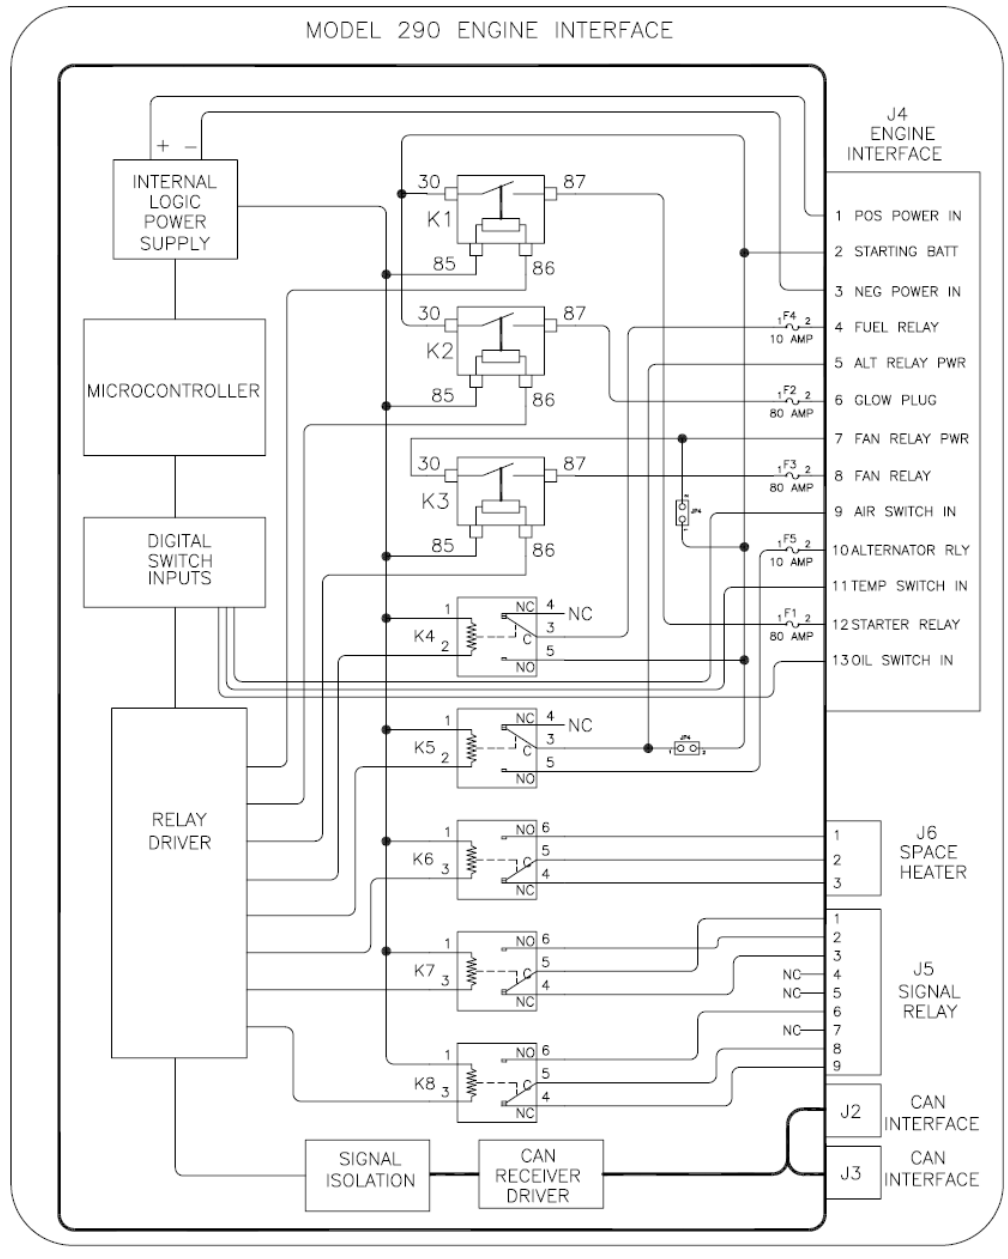 MODEL 290 ENGINE INTERFACE
J4
ENGINE
INTERFACE
+ −
INTERNAL
LOGIC
POWER
SUPPLY
MICROCONTROLLER
DIGITAL
SWITCH
INPUTS
RELAY
DRIVER
30 87
K1
85 86
30 87
K2
85 86
30 87
K3
85 86
1 POS POWER IN
2 STARTING BATT
3 NEG POWER IN
1 F4 2
10 AMP
4 FUEL RELAY
5 ALT RELAY PWR
1 F2 2
80 AMP
6 GLOW PLUG
7 FAN RELAY PWR
1 F3 2
80 AMP
8 FAN RELAY
2
JP4
1
9 AIR SWITCH IN
1 F5 2
10 AMP
10 ALTERNATOR RLY
11 TEMP SWITCH IN
1 F1 2
80 AMP
12 STARTER RELAY
13 OIL SWITCH IN
1 NC 4 NC
K4 3
2 C
5
NO
1 NC 4 NC
K5 3
2 C
5
NO
JP4
1 2
1 NO 6
K6 5
3 C
4
NC
1
2
3
J6
SPACE
HEATER
1 NO 6
K7 5
3 C
4
NC
1 NO 6
K8 5
3 C
4
NC
1
2
3
NC 4
NC 5
6
NC 7
8
9
J5
SIGNAL
RELAY
J2
CAN
INTERFACE
J3
CAN
INTERFACE
SIGNAL
ISOLATION
CAN
RECEIVER
DRIVER